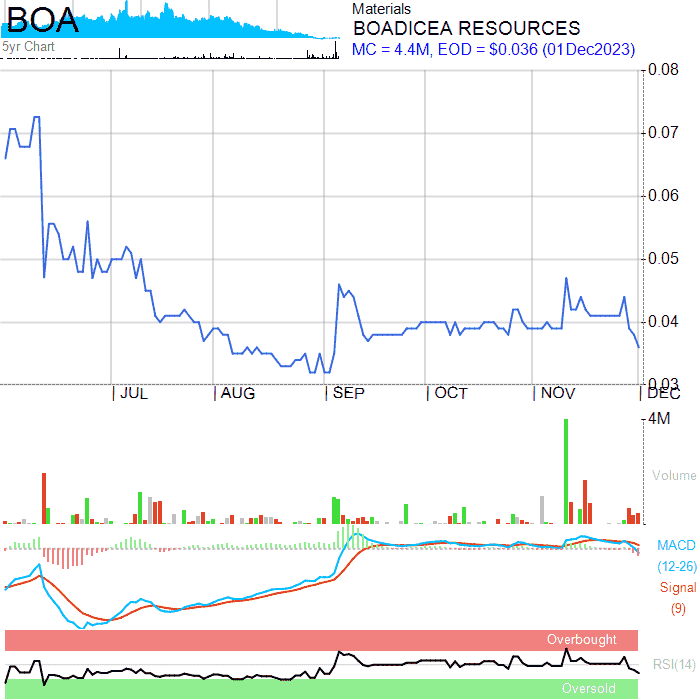 BOA
5yr Chart
Materials
BOADICEA RESOURCES
MC = 4.4M, EOD = $0.036 (01Dec2023)
0.08
0.07
0.06
0.05
0.04
0.03
JUL AUG SEP OCT NOV DEC
4M
Volume
MACD
(12-26)
Signal
(9)
Overbought
RSI(14)
Oversold